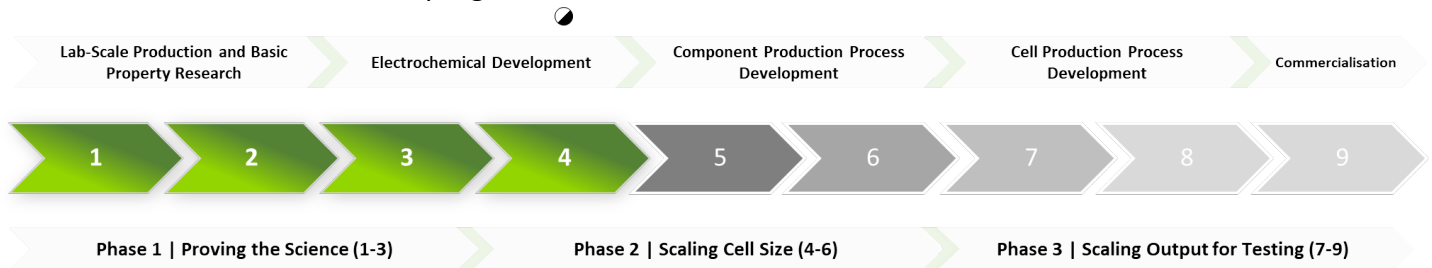 Lab-Scale Production and Basic
Property Research
Electrochemical Development
Component Production Process
Development
Cell Production Process
Development
Commercialisation
1
2
3
4
5
6
7
8
9
Phase 1 | Proving the Science (1-3)
Phase 2 | Scaling Cell Size (4-6)
Phase 3 | Scaling Output for Testing (7-9)